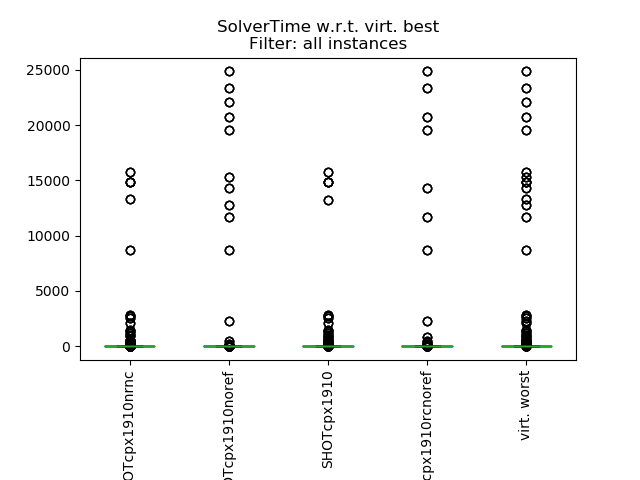 SolverTime w.r.t. virt. best
Filter: all instances
25000
20000
15000
10000
5000
0
OTcpx1910nrnc
OTcpx1910noref
SHOTcpx1910
cpx1910rcnoref
virt. worst